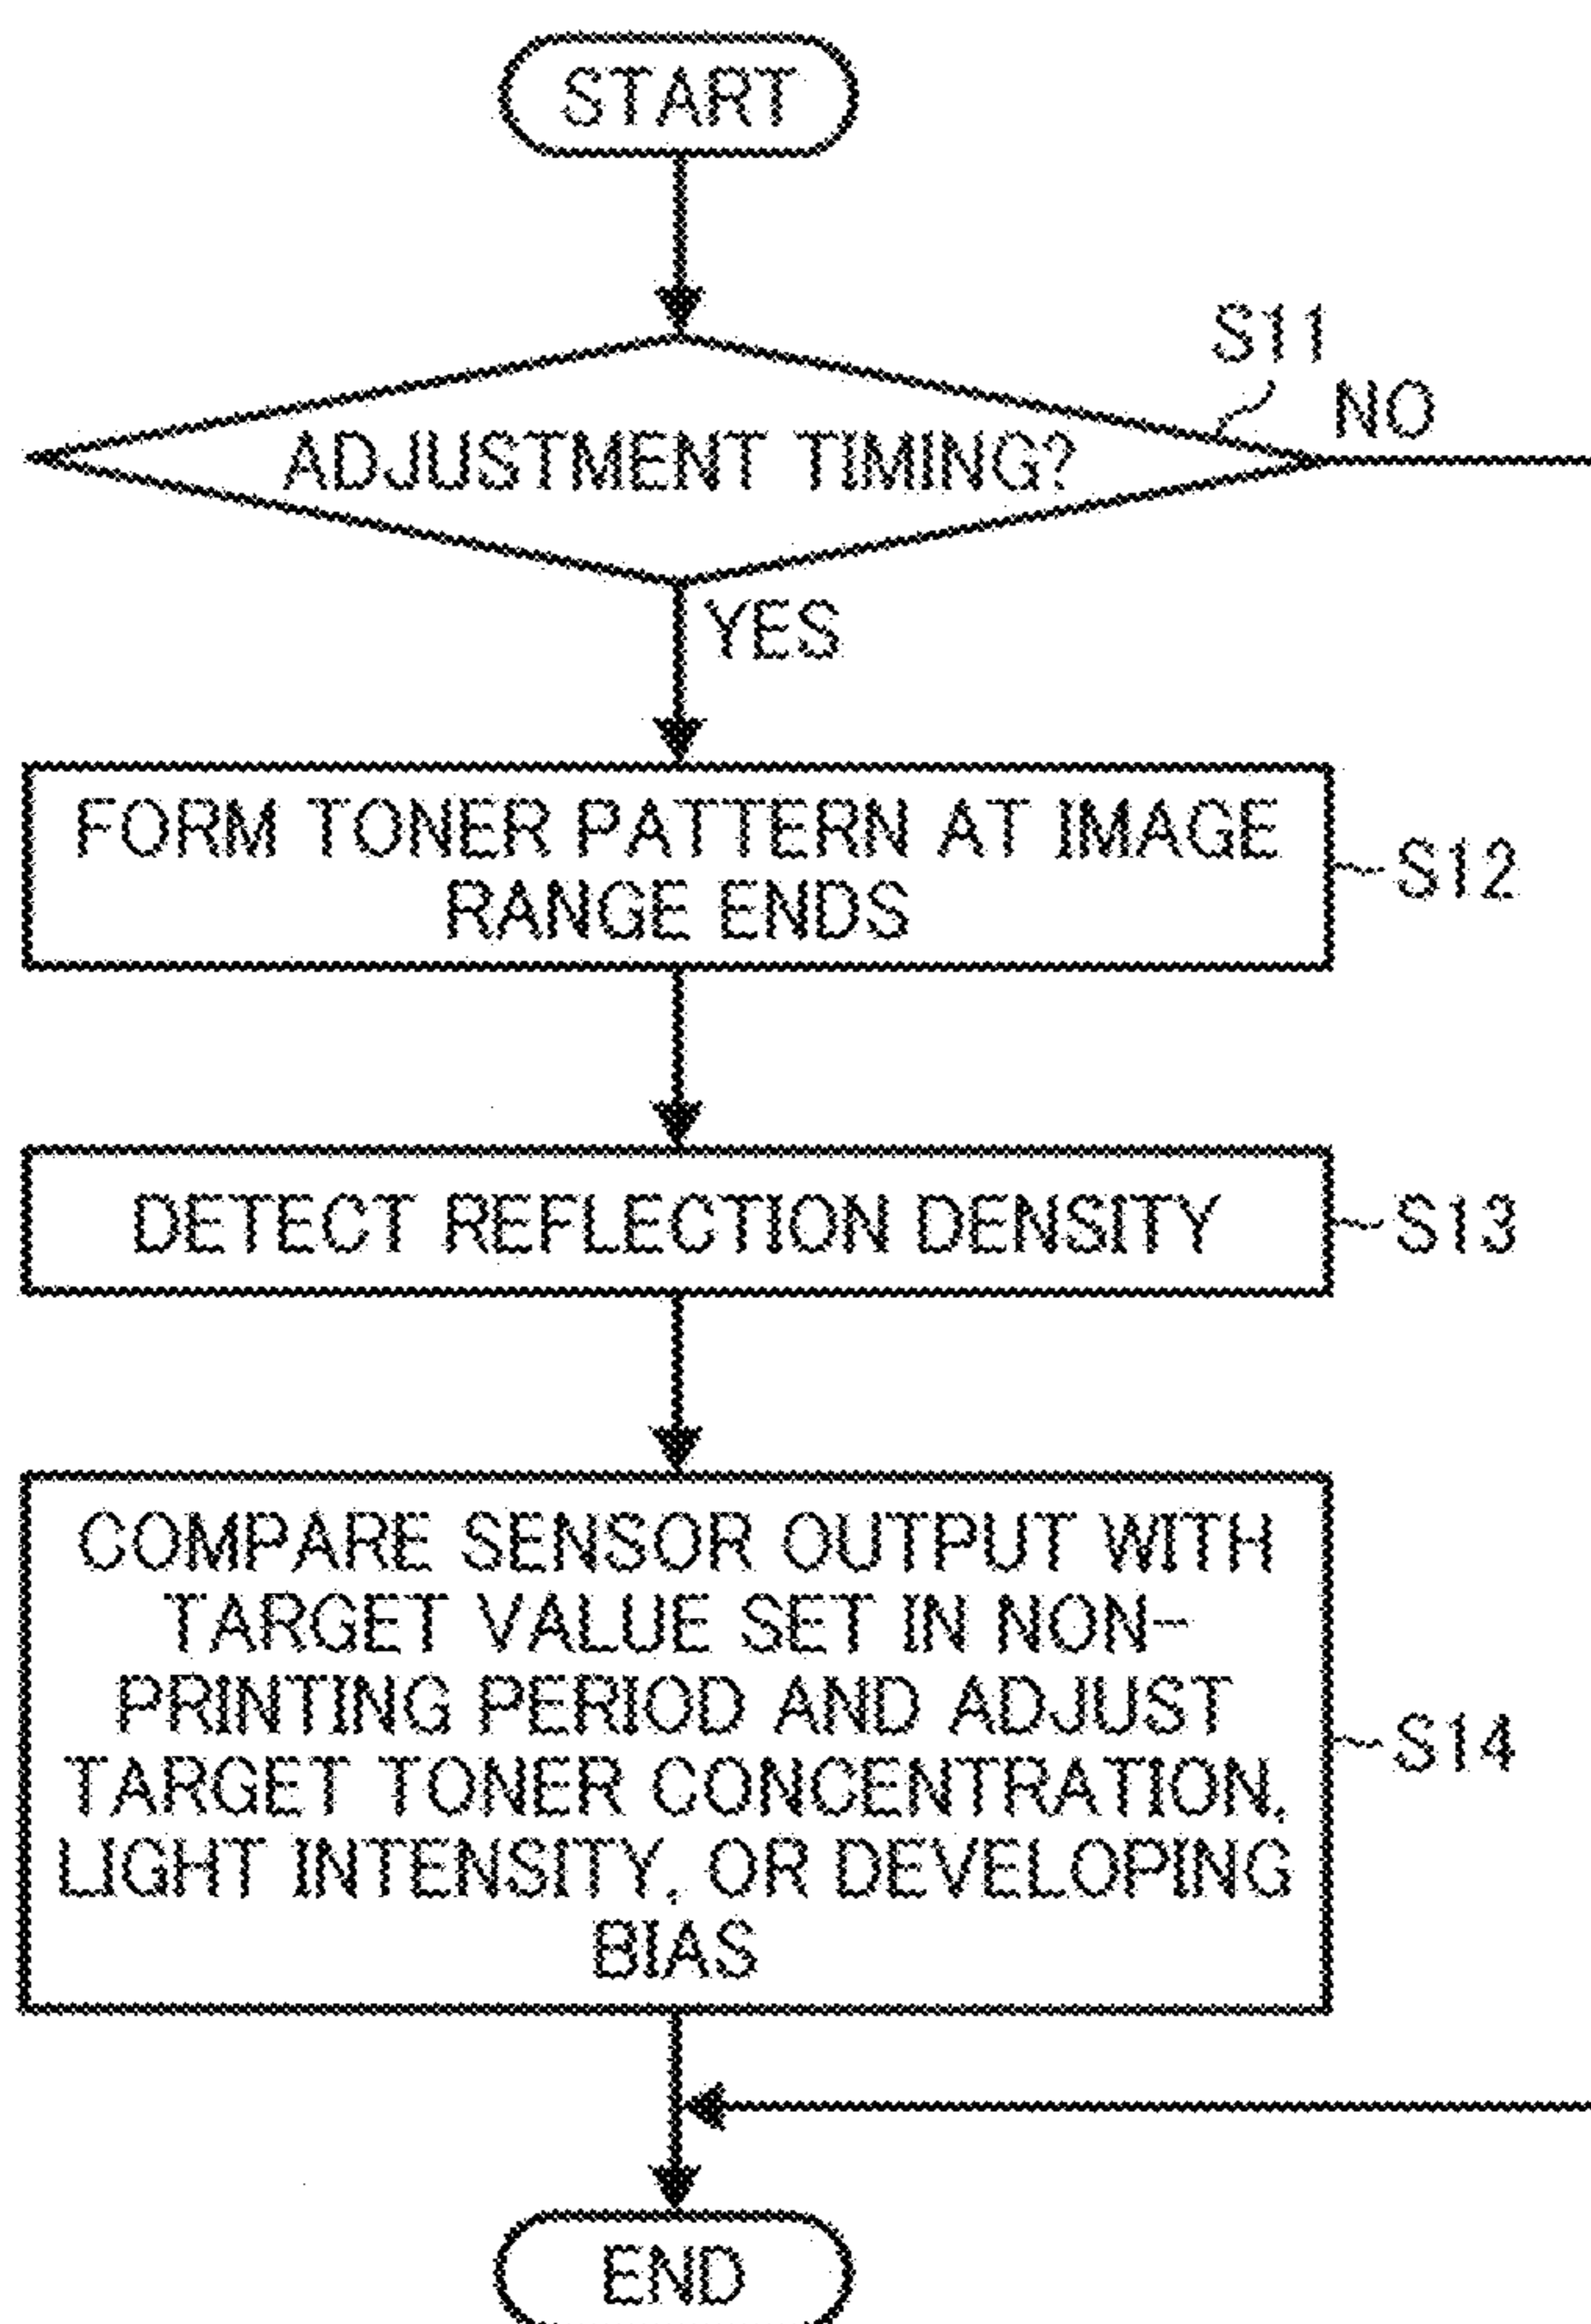 START
S11
NO
ADJUSTMENT TIMING?
YES
FORM TONER PATTERN AT IMAGE
RANGE ENDS
S12
DETECT REFLECTION DENSITY
S13
COMPARE SENSOR OUTPUT WITH
TARGET VALUE SET IN NON-
PRINTING PERIOD AND ADJUST
TARGET TONER CONCENTRATION,
LIGHT INTENSITY, OR DEVELOPING
BIAS
S14
END